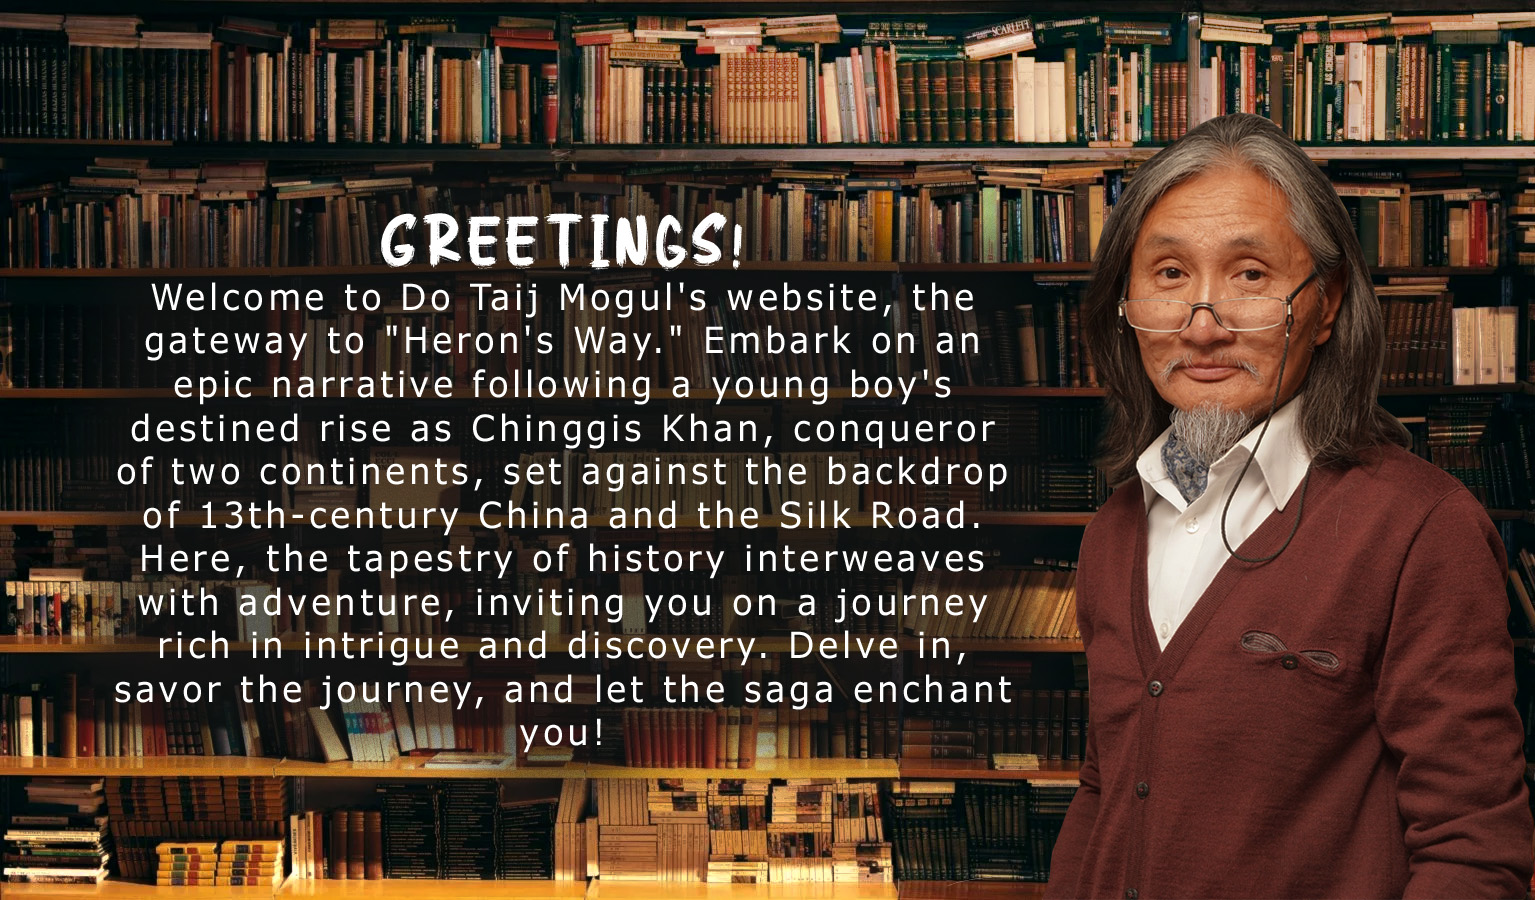 GREETINGS!
Welcome to Do Taij Mogul's website, the
gateway to "Heron's Way." Embark on an
epic narrative following a young boy's
destined rise as Chinggis Khan, conqueror
of two continents, set against the backdrop
of 13th-century China and the Silk Road.
Here, the tapestry of history interweaves
with adventure, inviting you on a journey
rich in intrigue and discovery. Delve in,
savor the journey, and let the saga enchant
you!
SCARLETT